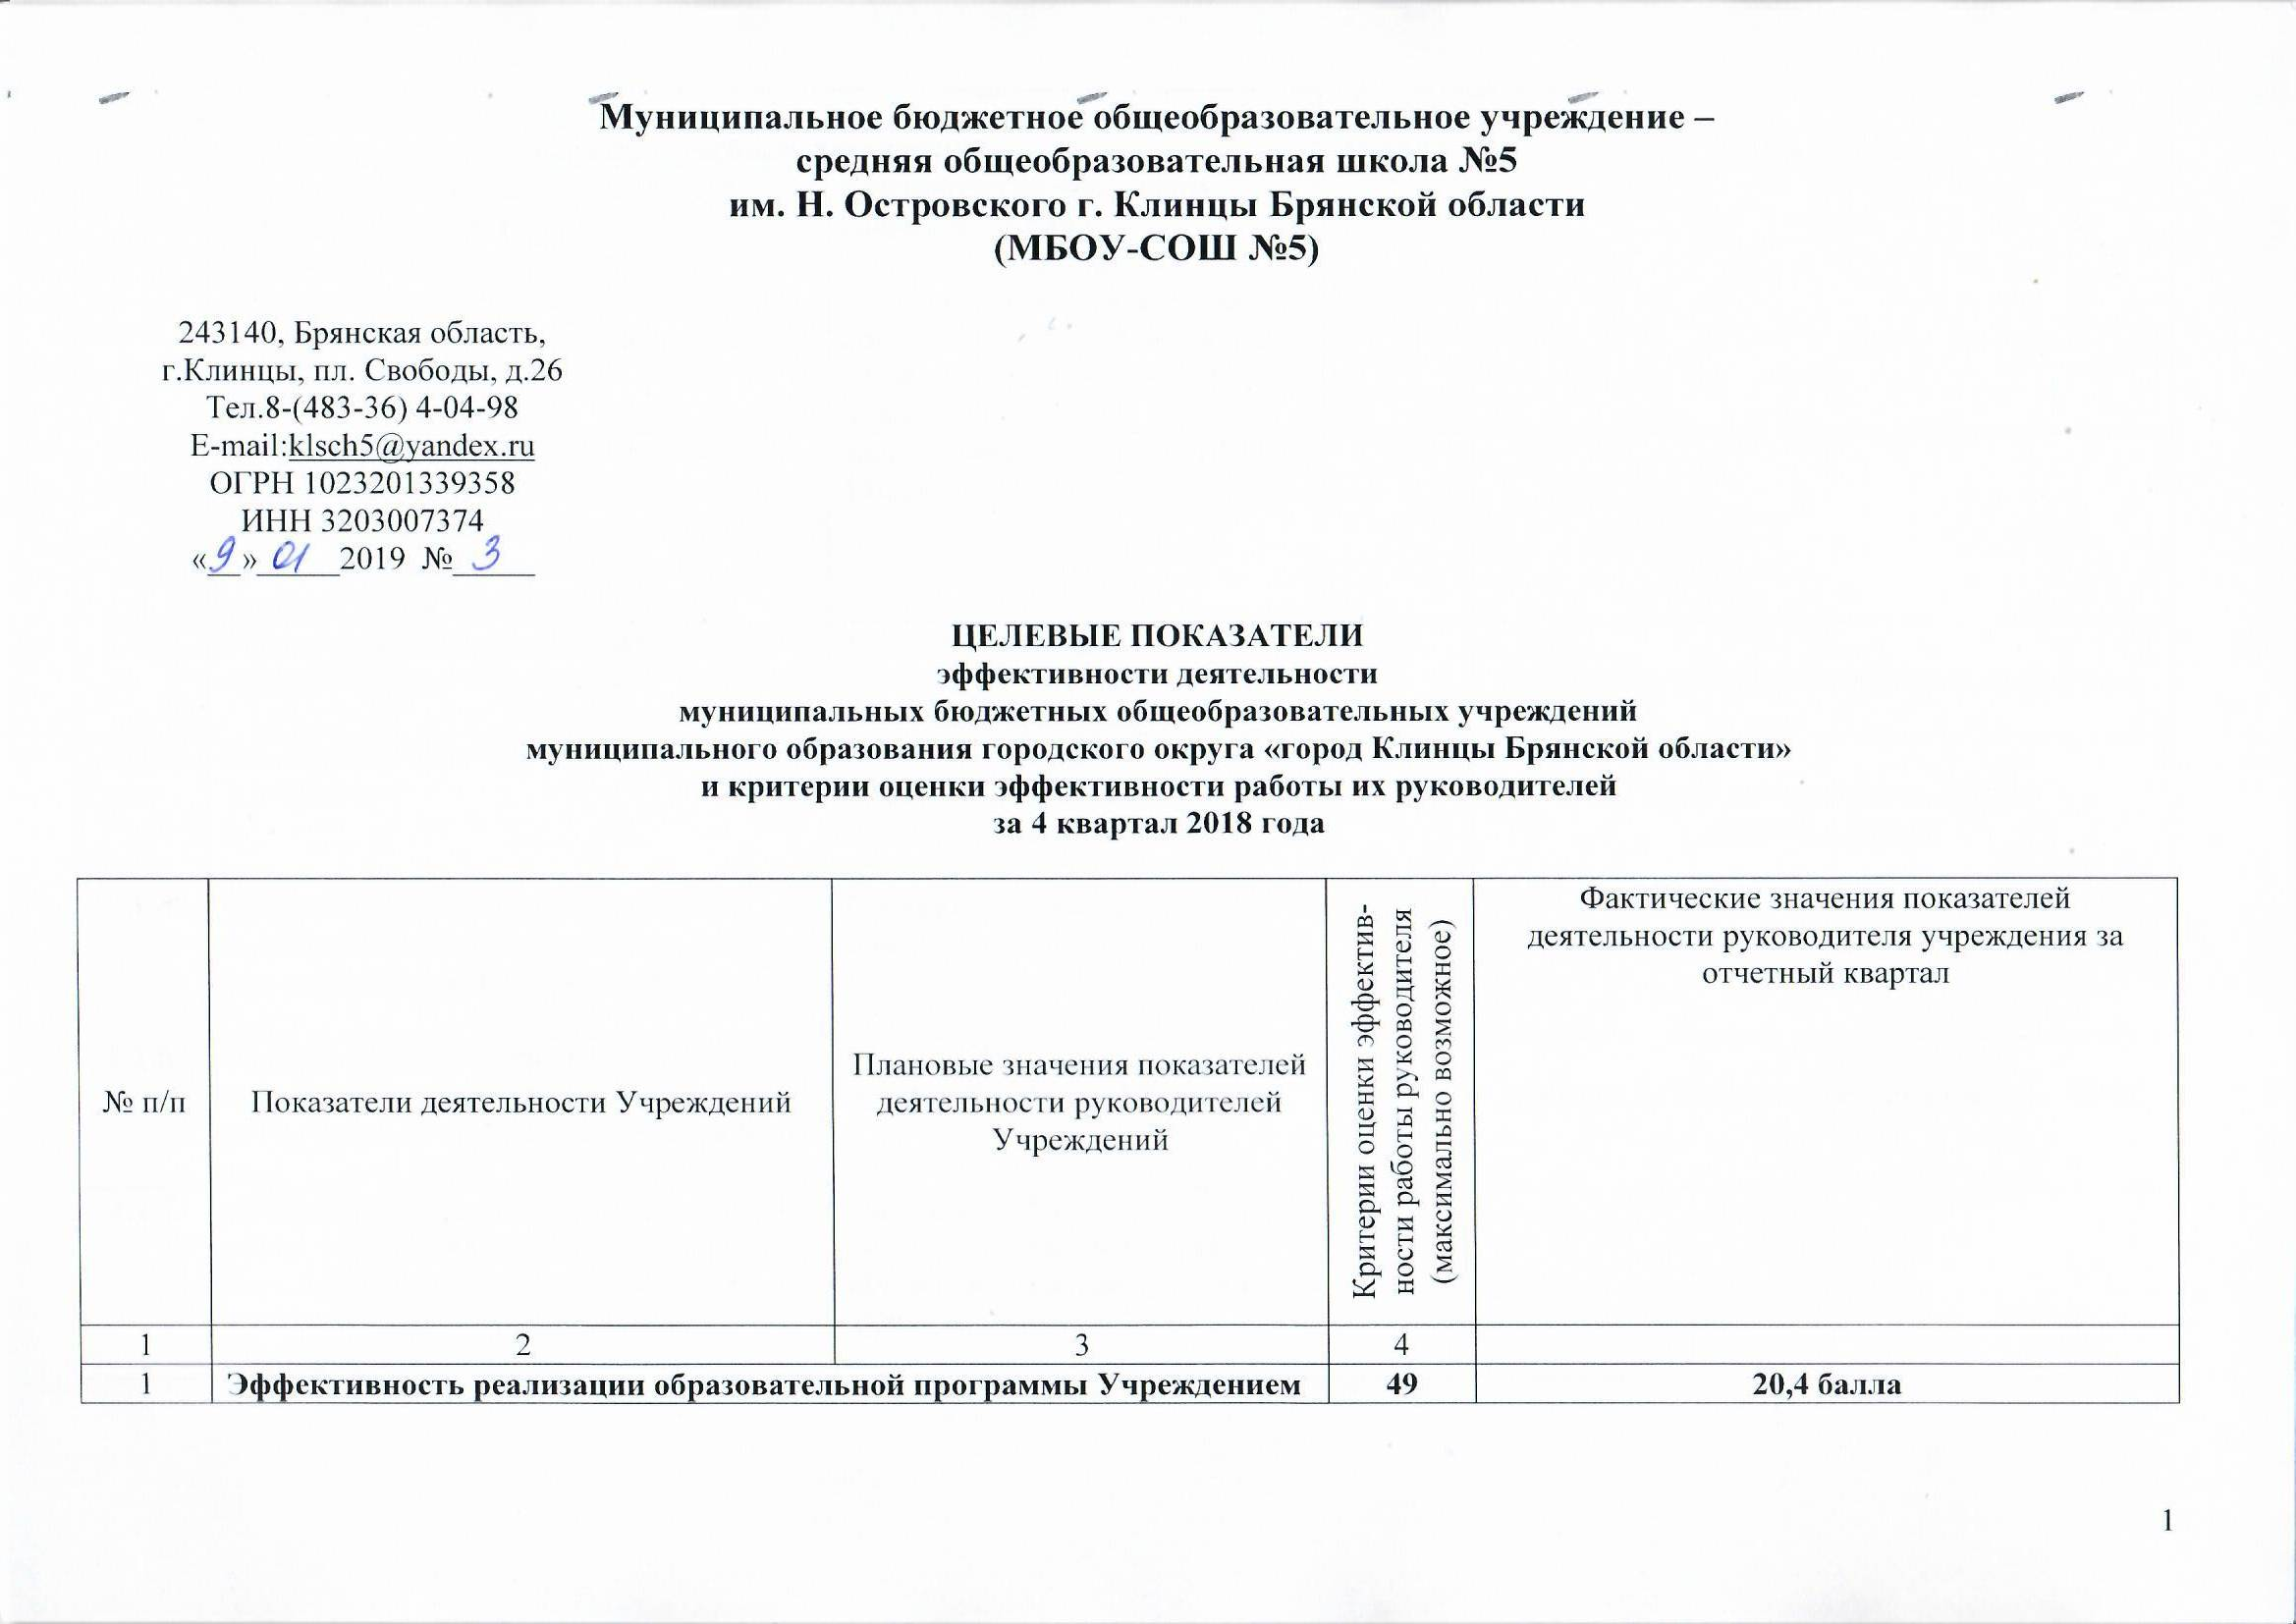 Муниципальное бюджетное общеобразовательное учреждение –
средняя общеобразовательная школа №5
им. Н. Островского г. Клинцы Брянской области
(МБОУ-СОШ №5)
243140, Брянская область,
г.Клинцы, пл. Свободы, д.26
Тел.8-(483-36) 4-04-98
E-mail:klsch5@yandex.ru
ОГРН 1023201339358
ИНН 3203007374
«9» 01 2019 № 3
ЦЕЛЕВЫЕ ПОКАЗАТЕЛИ
эффективности деятельности
муниципальных бюджетных общеобразовательных учреждений
муниципального образования городского округа «город Клинцы Брянской области»
и критерии оценки эффективности работы их руководителей
за 4 квартал 2018 года
№ п/п
Показатели деятельности Учреждений
Плановые значения показателей
деятельности руководителей
Учреждений
Критерии оценки эффектив-
ности работы руководителя
(максимально возможное)
Фактические значения показателей
деятельности руководителя учреждения за
отчетный квартал
1 2 3 4
1 Эффективность реализации образовательной программы Учреждением 49 20,4 балла
1